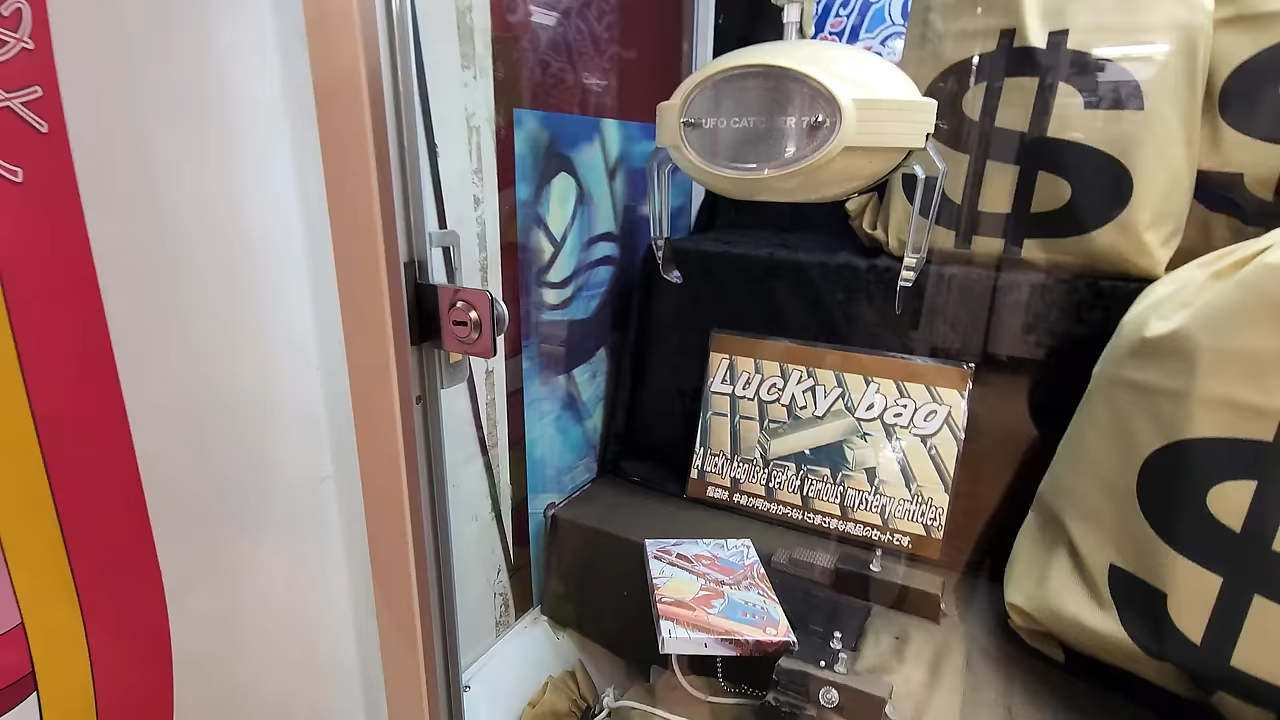 UFO CATCHER 7
$
$
Lucky bag
A lucky bag is a set of various mystery articles.
福袋は、中身が何か分からないさまざまな商品のセットです。